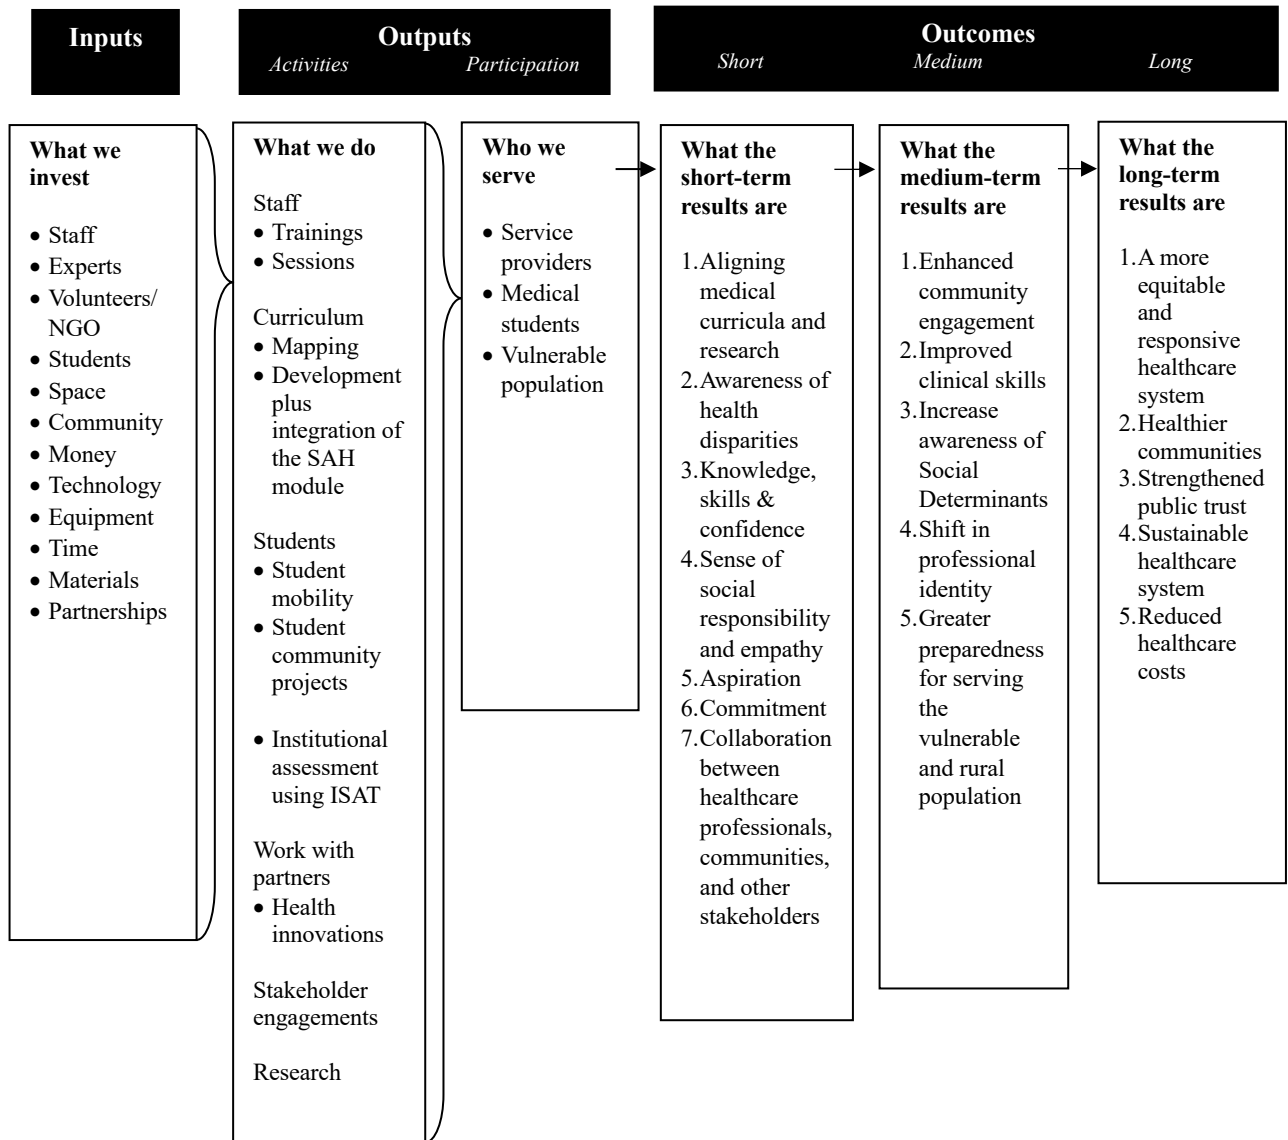 Inputs
Outputs
Activities
Participation
Outcomes
Short
Medium
Long
What we
invest
• Staff
• Experts
• Volunteers/
NGO
• Students
• Space
• Community
• Money
• Technology
• Equipment
• Time
• Materials
• Partnerships
What we do
Staff
• Trainings
• Sessions
Curriculum
• Mapping
• Development
plus
integration of
the SAH
module
Students
• Student
mobility
• Student
community
projects
• Institutional
assessment
using ISAT
Work with
partners
• Health
innovations
Stakeholder
engagements
Research
Who we
serve
• Service
providers
• Medical
students
• Vulnerable
population
What the
short-term
results are
1. Aligning
medical
curricula and
research
2. Awareness of
health
disparities
3. Knowledge,
skills &
confidence
4. Sense of
social
responsibility
and empathy
5. Aspiration
6. Commitment
7. Collaboration
between
healthcare
professionals,
communities,
and other
stakeholders
What the
medium-term
results are
1. Enhanced
community
engagement
2. Improved
clinical skills
3. Increase
awareness of
Social
Determinants
4. Shift in
professional
identity
5. Greater
preparedness
for serving
the
vulnerable
and rural
population
What the
long-term
results are
1. A more
equitable
and
responsive
healthcare
system
2. Healthier
communities
3. Strengthened
public trust
4. Sustainable
healthcare
system
5. Reduced
healthcare
costs